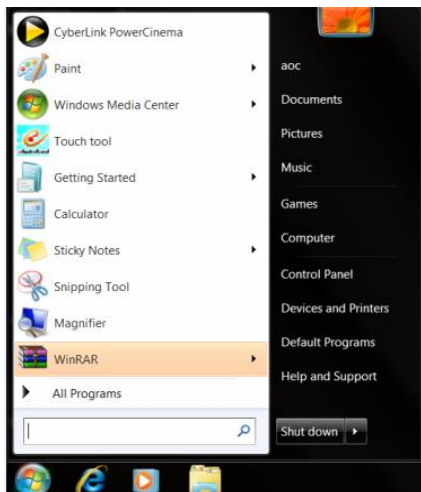 CyberLink PowerCinema
Paint
Windows Media Center
Touch tool
Getting Started
Calculator
Sticky Notes
Snipping Tool
Magnifier
WinRAR
All Programs
aoc
Documents
Pictures
Music
Games
Computer
Control Panel
Devices and Printers
Default Programs
Help and Support
Shut down